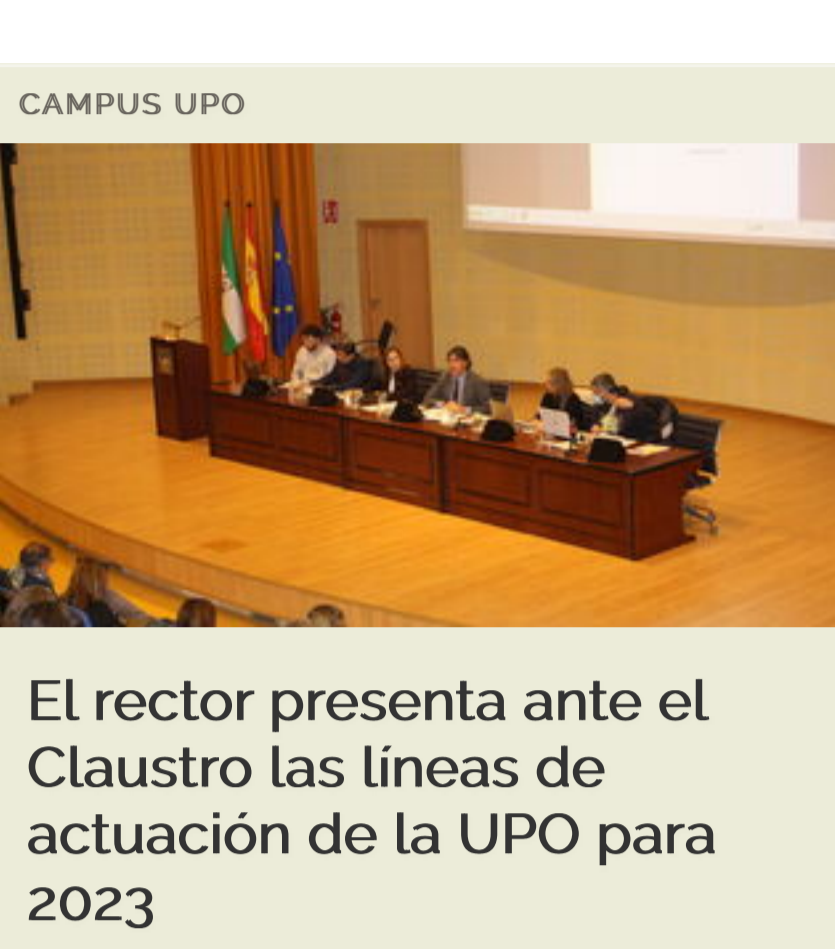 CAMPUS UPO
El rector presenta ante el
Claustro las líneas de
actuación de la UPO para
2023